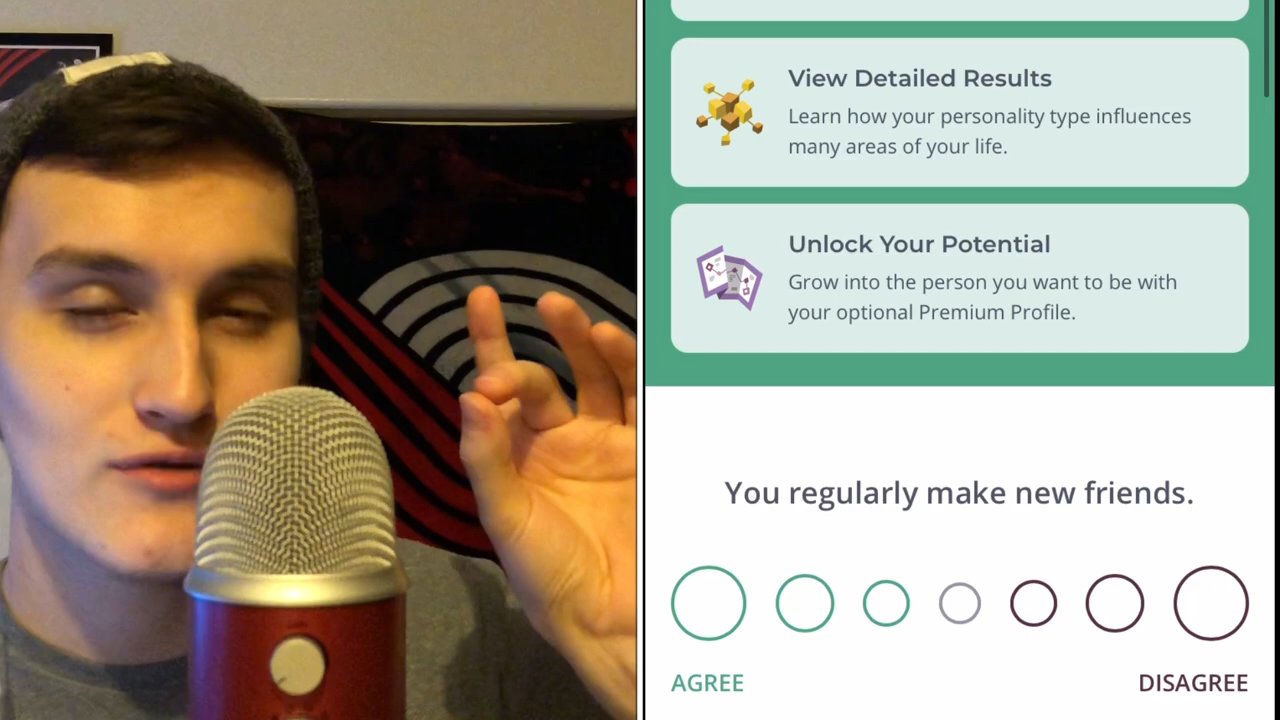 View Detailed Results
Learn how your personality type influences
many areas of your life.
Unlock Your Potential
Grow into the person you want to be with
your optional Premium Profile.
You regularly make new friends.
AGREE
DISAGREE